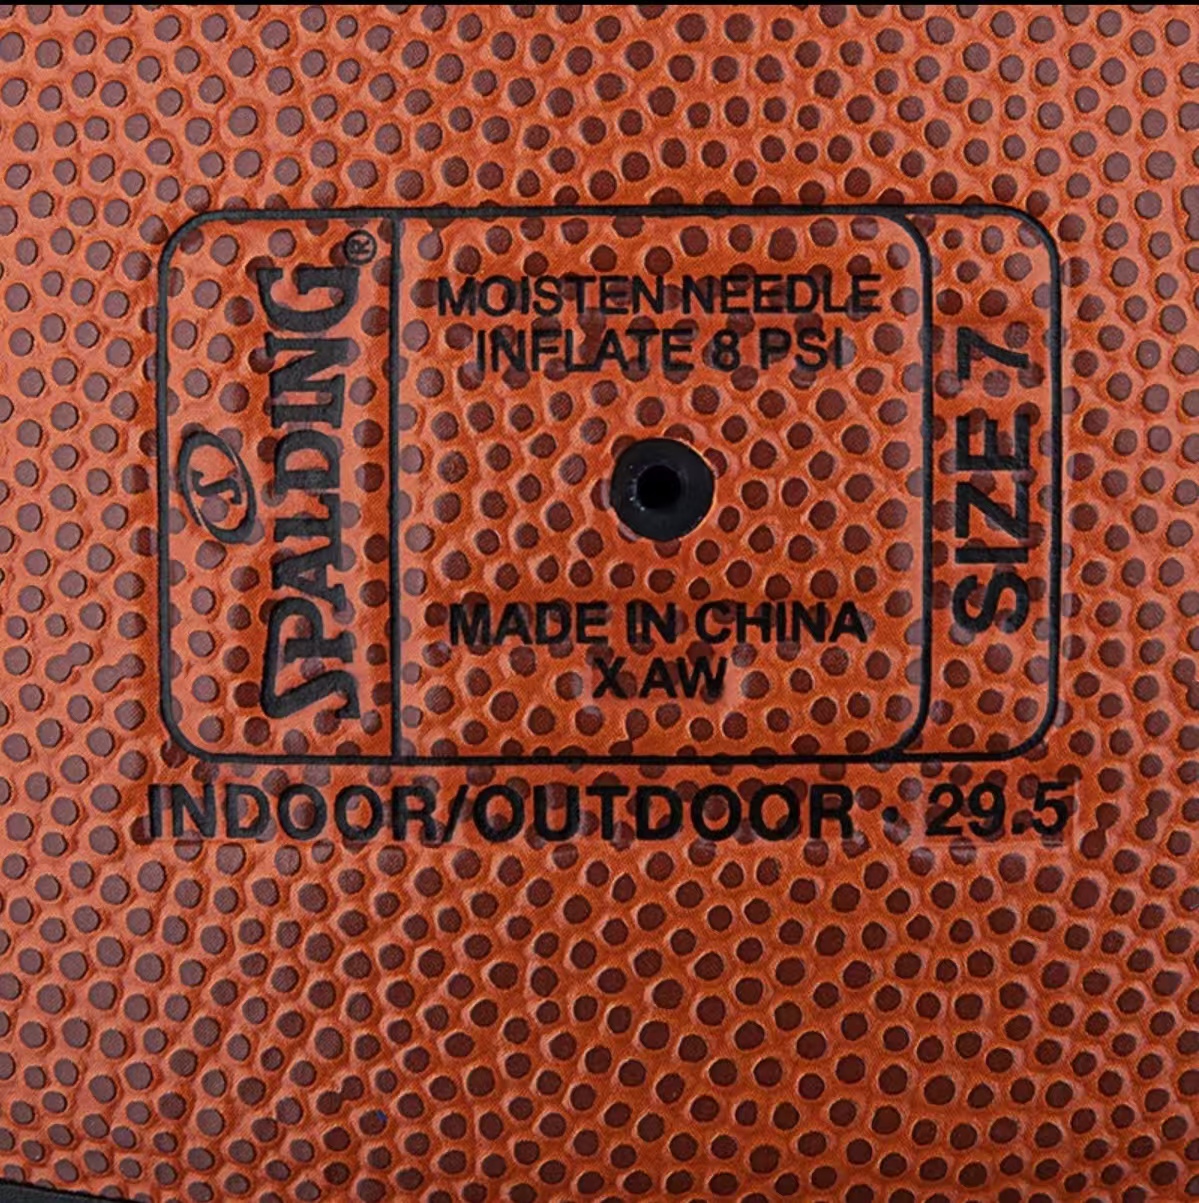 S
SPALDING®
MOISTEN NEEDLE
INFLATE 8 PSI
MADE IN CHINA
X AW
SIZE 7
INDOOR/OUTDOOR · 29.5